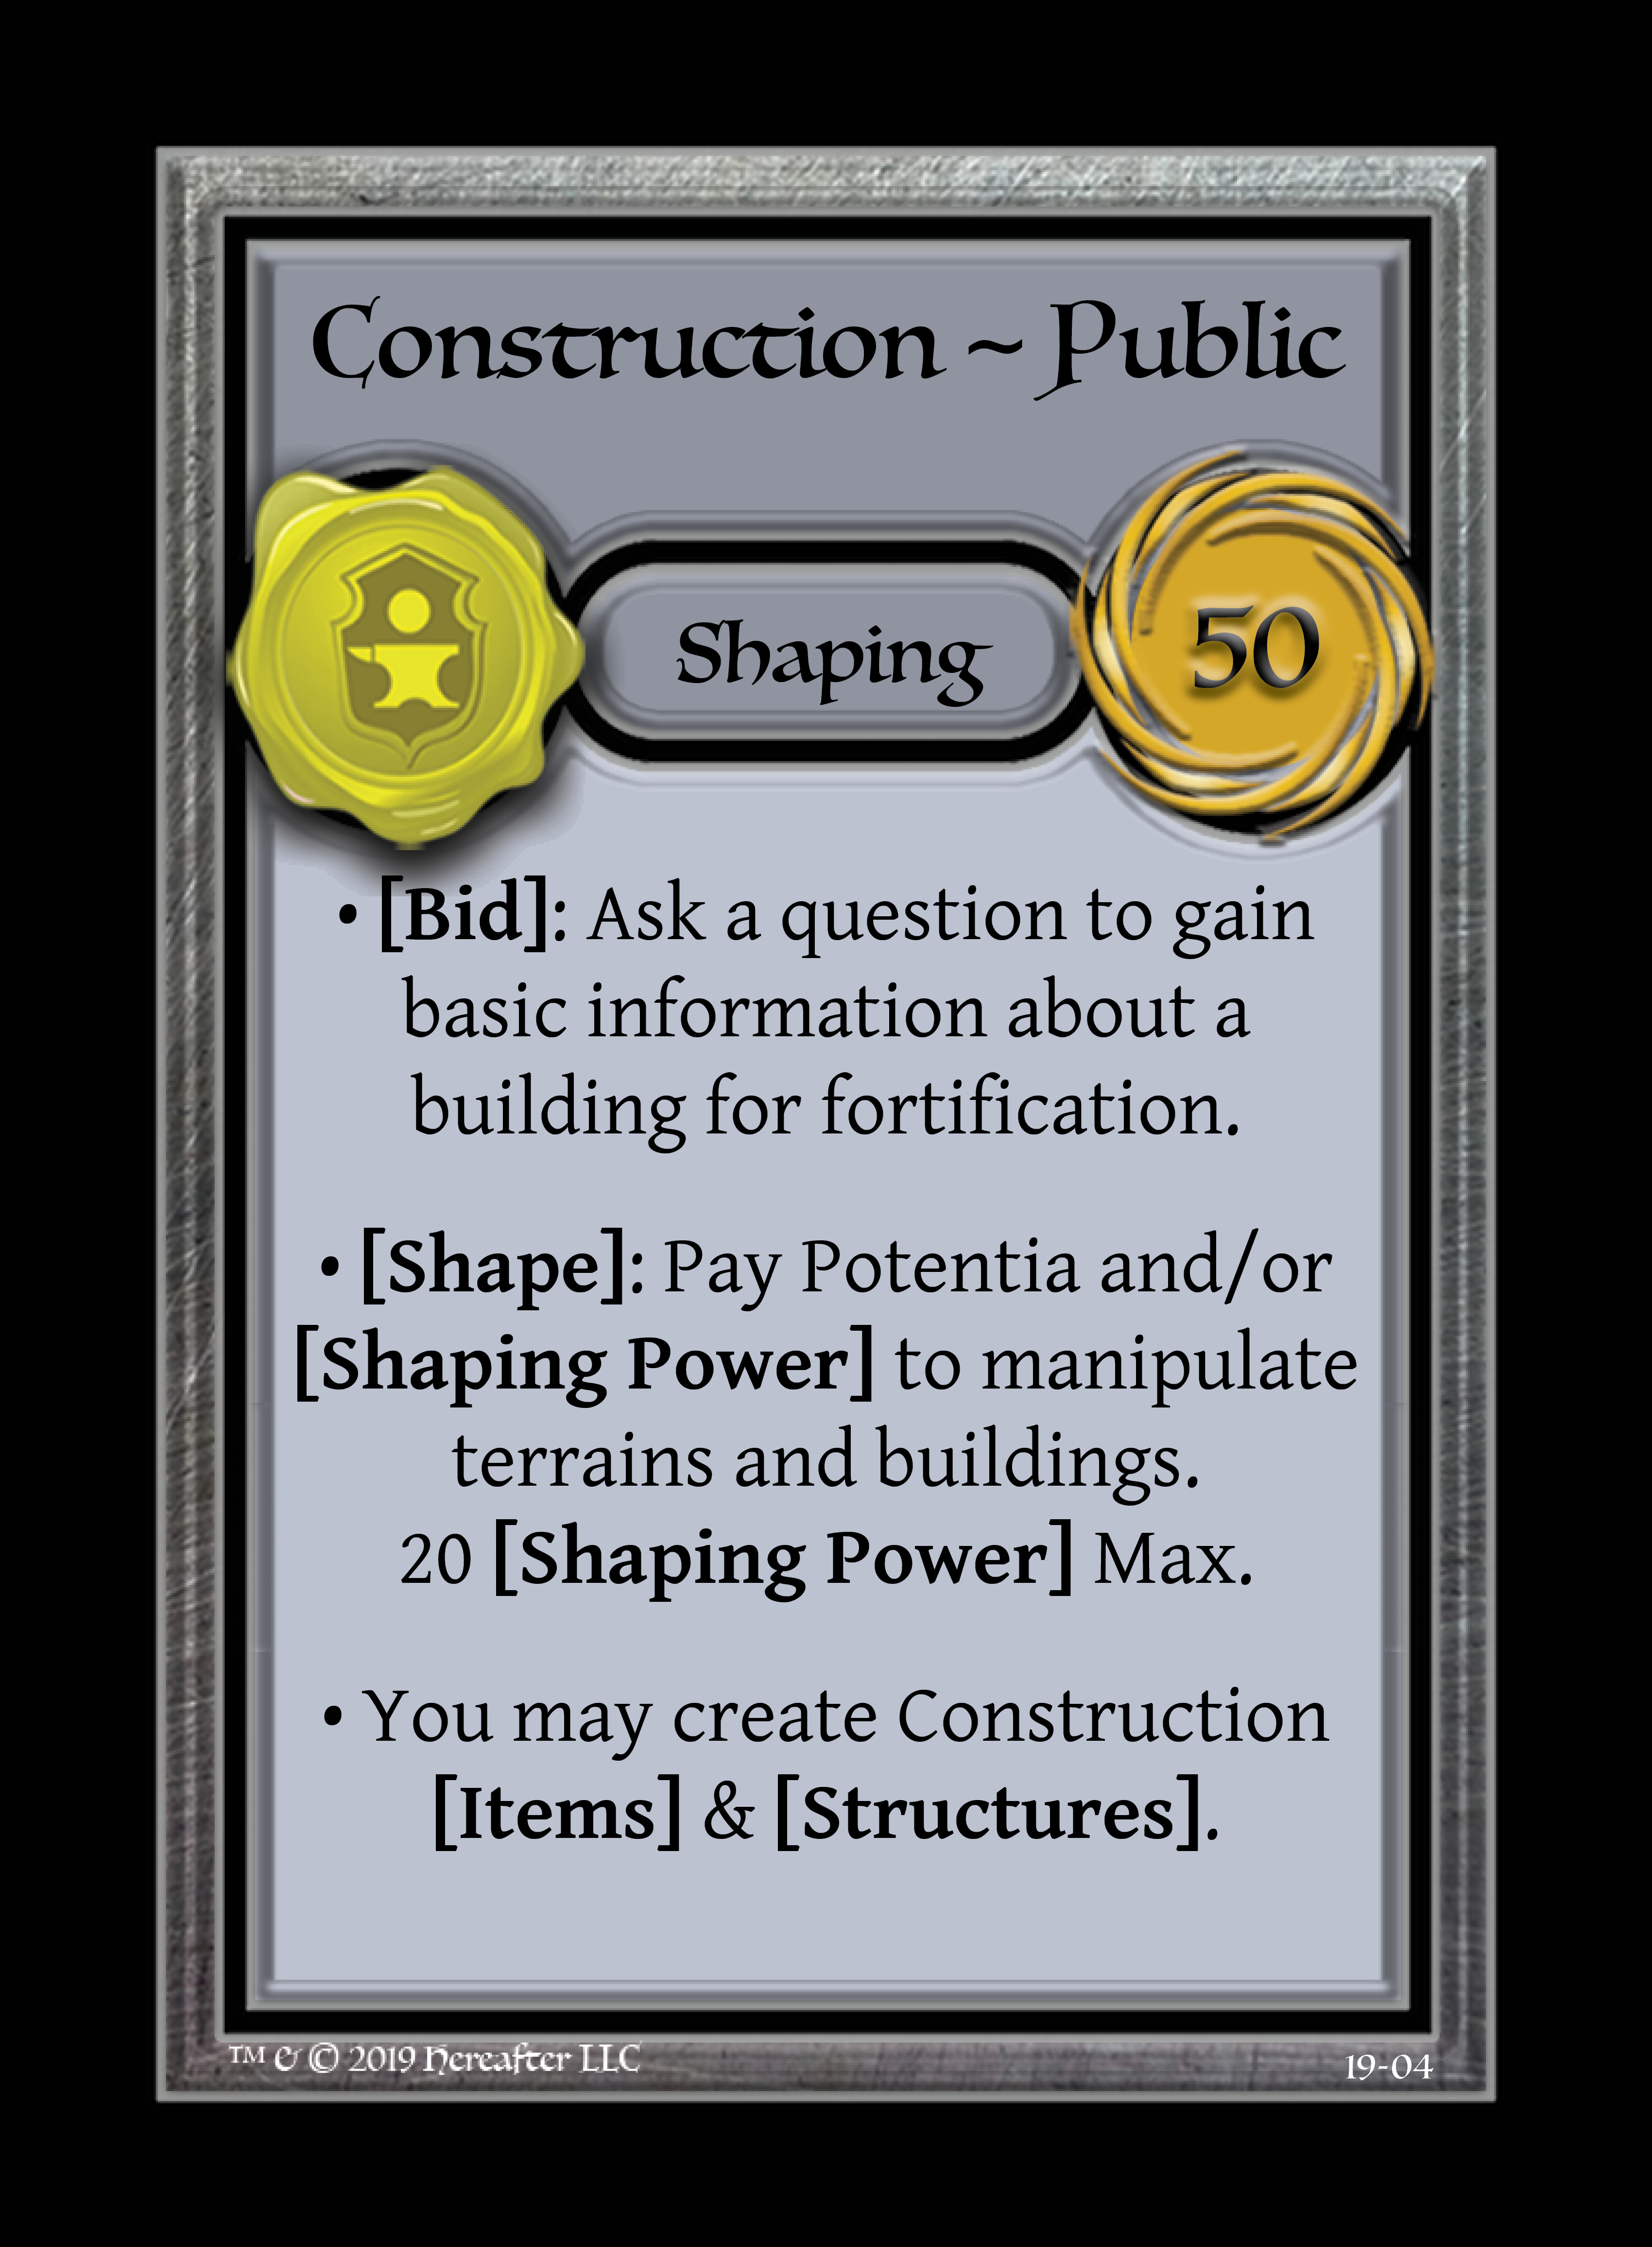 Construction ~ Public
Shaping
50
• [Bid]: Ask a question to gain
basic information about a
building for fortification.
• [Shape]: Pay Potentia and/or
[Shaping Power] to manipulate
terrains and buildings.
20 [Shaping Power] Max.
• You may create Construction
[Items] & [Structures].
™ & © 2019 Hereafter LLC
19-04